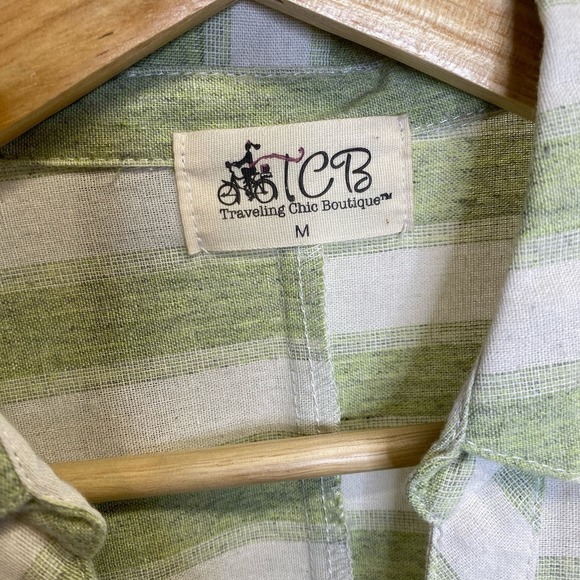 TCB
Traveling Chic Boutique™
M